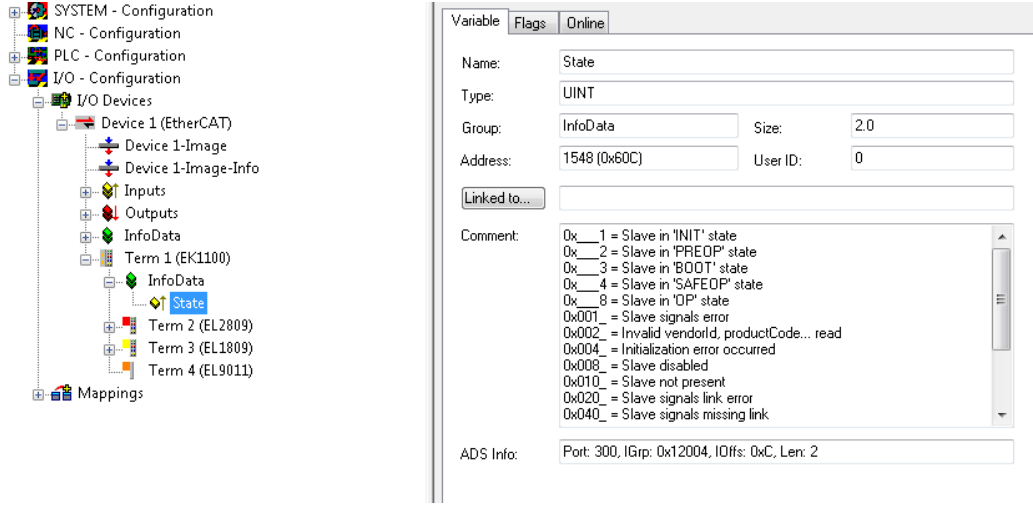 SYSTEM - Configuration
NC - Configuration
PLC - Configuration
I/O - Configuration
I/O Devices
Device 1 (EtherCAT)
Device 1-Image
Device 1-Image-Info
Inputs
Outputs
InfoData
Term 1 (EK1100)
InfoData
State
Term 2 (EL2809)
Term 3 (EL1809)
Term 4 (EL9011)
Mappings
Variable Flags Online
Name: State
Type: UINT
Group: InfoData Size: 2.0
Address: 1548 (0x60C) User ID: 0
Linked to...
Comment: 0x___1 = Slave in 'INIT' state
0x___2 = Slave in 'PREOP' state
0x___3 = Slave in 'BOOT' state
0x___4 = Slave in 'SAFEOP' state
0x___8 = Slave in 'OP' state
0x001_ = Slave signals error
0x002_ = Invalid vendorId, productCode... read
0x004_ = Initialization error occurred
0x008_ = Slave disabled
0x010_ = Slave not present
0x020_ = Slave signals link error
0x040_ = Slave signals missing link
ADS Info: Port: 300, IGrp: 0x12004, IOffs: 0xC, Len: 2